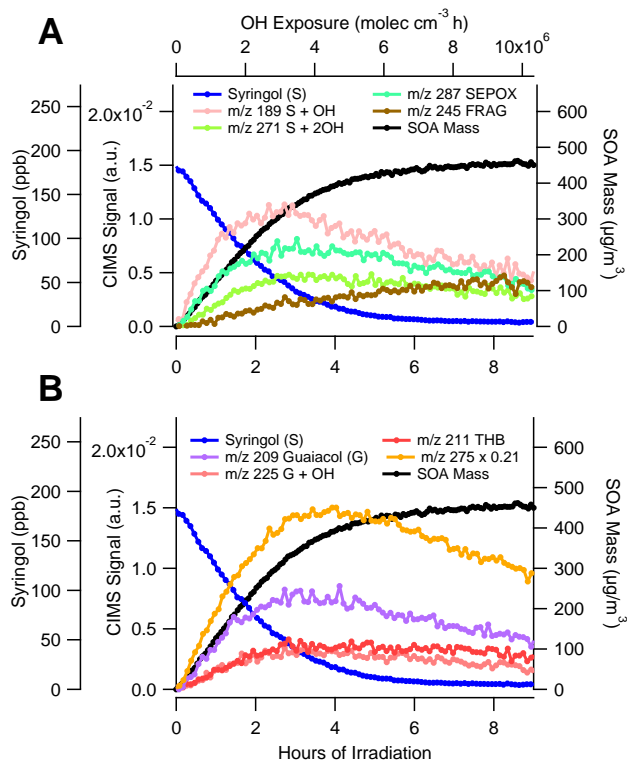 A
OH Exposure (molec cm⁻³ h)
0 2 4 6 8 10x10⁶
Syringol (S)
m/z 189 S + OH
m/z 271 S + 2OH
m/z 287 SEPOX
m/z 245 FRAG
SOA Mass
Syringol (ppb)
250
200
150
100
50
0
CIMS Signal (a.u.)
2.0x10⁻²
1.5
1.0
0.5
0.0
SOA Mass (µg/m³)
600
500
400
300
200
100
0
0 2 4 6 8
B
Syringol (S)
m/z 209 Guaiacol (G)
m/z 225 G + OH
m/z 211 THB
m/z 275 x 0.21
SOA Mass
Syringol (ppb)
250
200
150
100
50
0
CIMS Signal (a.u.)
2.0x10⁻²
1.5
1.0
0.5
0.0
SOA Mass (µg/m³)
600
500
400
300
200
100
0
0 2 4 6 8
Hours of Irradiation